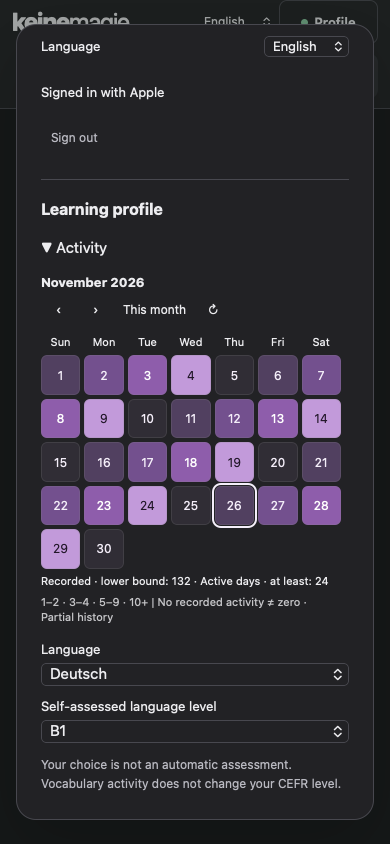 keinemagie
English
Profile
Language
English
Signed in with Apple
Sign out
Learning profile
▼ Activity
November 2026
‹ › This month ↻
Sun Mon Tue Wed Thu Fri Sat
1 2 3 4 5 6 7
8 9 10 11 12 13 14
15 16 17 18 19 20 21
22 23 24 25 26 27 28
29 30
Recorded · lower bound: 132 · Active days · at least: 24
1–2 · 3–4 · 5–9 · 10+ | No recorded activity ≠ zero ·
Partial history
Language
Deutsch
Self-assessed language level
B1
Your choice is not an automatic assessment.
Vocabulary activity does not change your CEFR level.